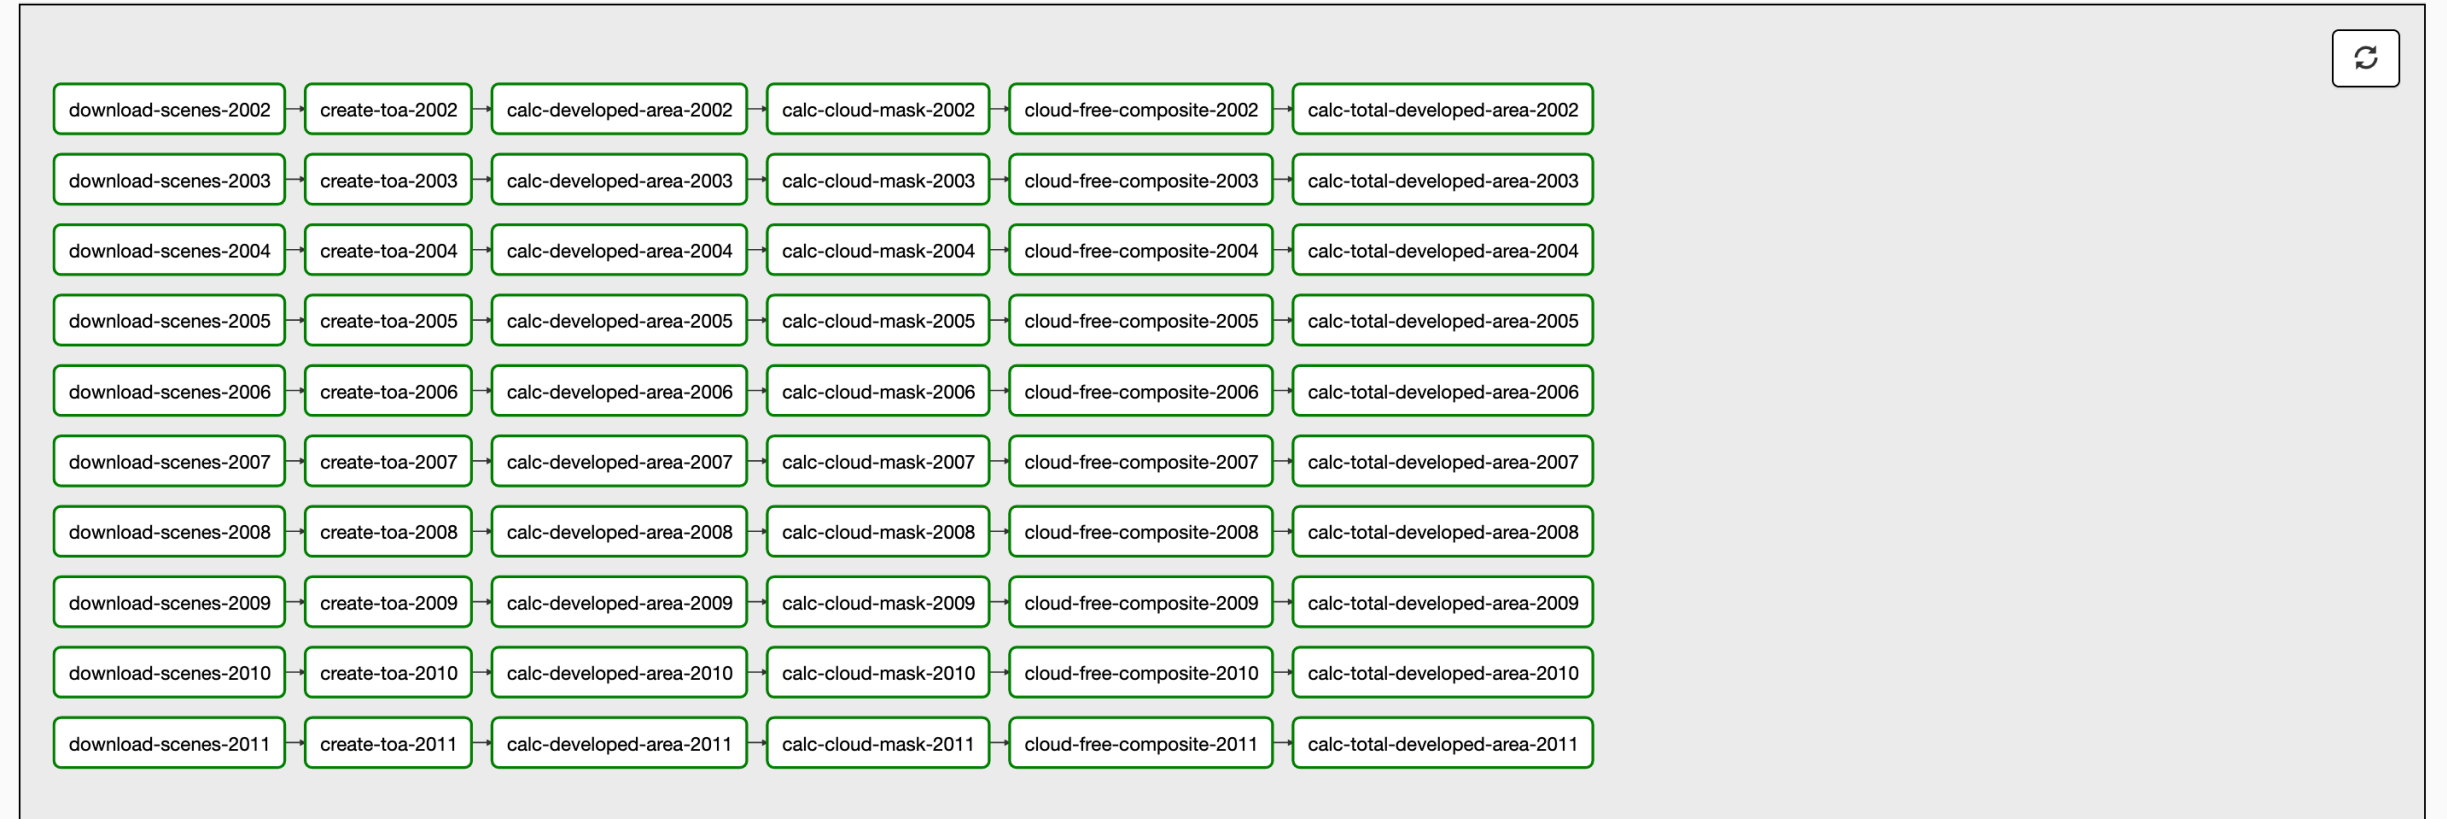 download-scenes-2002 create-toa-2002 calc-developed-area-2002 calc-cloud-mask-2002 cloud-free-composite-2002 calc-total-developed-area-2002
download-scenes-2003 create-toa-2003 calc-developed-area-2003 calc-cloud-mask-2003 cloud-free-composite-2003 calc-total-developed-area-2003
download-scenes-2004 create-toa-2004 calc-developed-area-2004 calc-cloud-mask-2004 cloud-free-composite-2004 calc-total-developed-area-2004
download-scenes-2005 create-toa-2005 calc-developed-area-2005 calc-cloud-mask-2005 cloud-free-composite-2005 calc-total-developed-area-2005
download-scenes-2006 create-toa-2006 calc-developed-area-2006 calc-cloud-mask-2006 cloud-free-composite-2006 calc-total-developed-area-2006
download-scenes-2007 create-toa-2007 calc-developed-area-2007 calc-cloud-mask-2007 cloud-free-composite-2007 calc-total-developed-area-2007
download-scenes-2008 create-toa-2008 calc-developed-area-2008 calc-cloud-mask-2008 cloud-free-composite-2008 calc-total-developed-area-2008
download-scenes-2009 create-toa-2009 calc-developed-area-2009 calc-cloud-mask-2009 cloud-free-composite-2009 calc-total-developed-area-2009
download-scenes-2010 create-toa-2010 calc-developed-area-2010 calc-cloud-mask-2010 cloud-free-composite-2010 calc-total-developed-area-2010
download-scenes-2011 create-toa-2011 calc-developed-area-2011 calc-cloud-mask-2011 cloud-free-composite-2011 calc-total-developed-area-2011